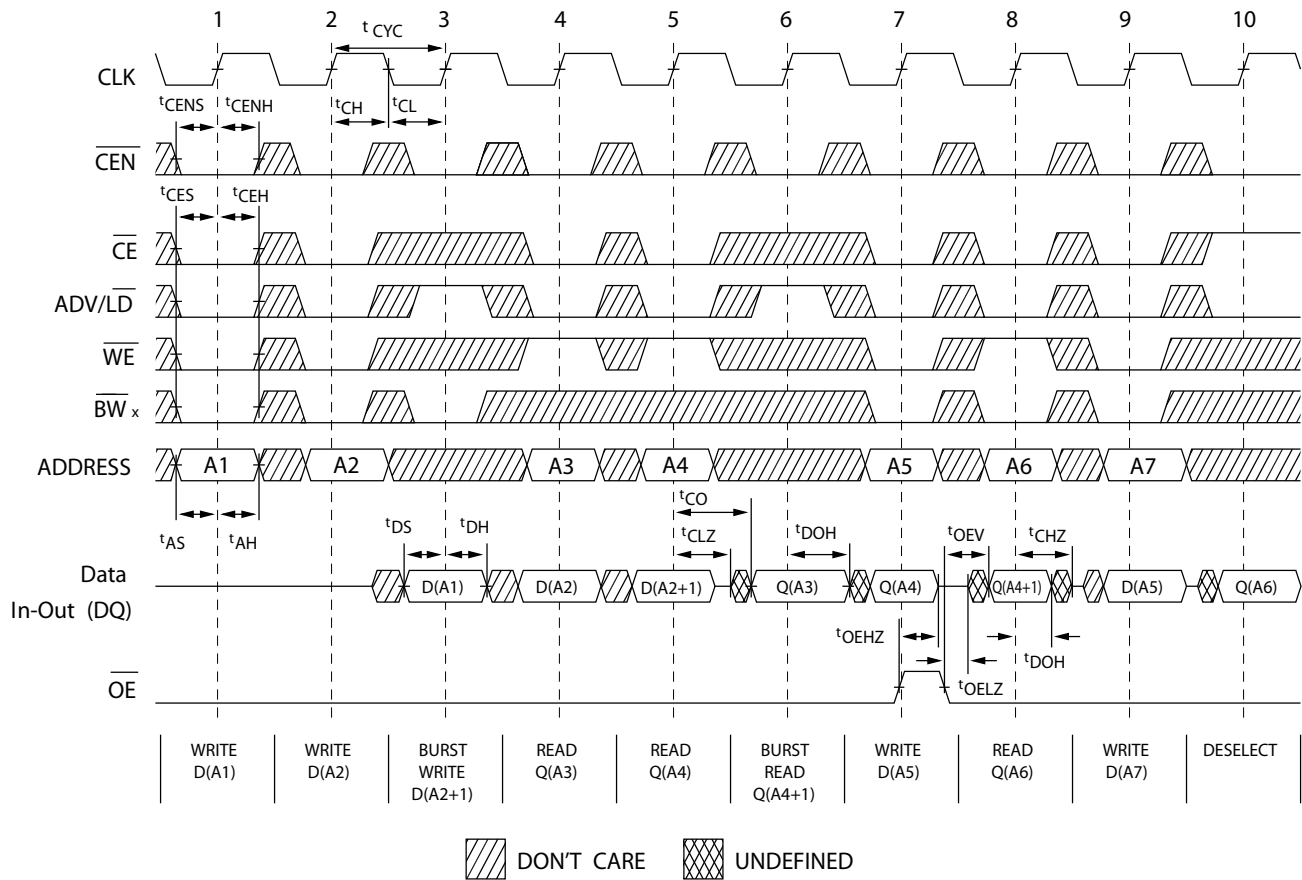 1 2 3 4 5 6 7 8 9 10
t CYC
CLK
tCENS tCENH tCH tCL
CEN
tCES tCEH
CE
ADV/LD
WE
BW x
ADDRESS A1 A2 A3 A4 A5 A6 A7
tCO
tAS tAH tDS tDH tCLZ tDOH tOEV tCHZ
Data
In-Out (DQ)
D(A1) D(A2) D(A2+1) Q(A3) Q(A4) Q(A4+1) D(A5) Q(A6)
tOEHZ tDOH
tOELZ
OE
WRITE
D(A1)
WRITE
D(A2)
BURST
WRITE
D(A2+1)
READ
Q(A3)
READ
Q(A4)
BURST
READ
Q(A4+1)
WRITE
D(A5)
READ
Q(A6)
WRITE
D(A7)
DESELECT
DON'T CARE UNDEFINED